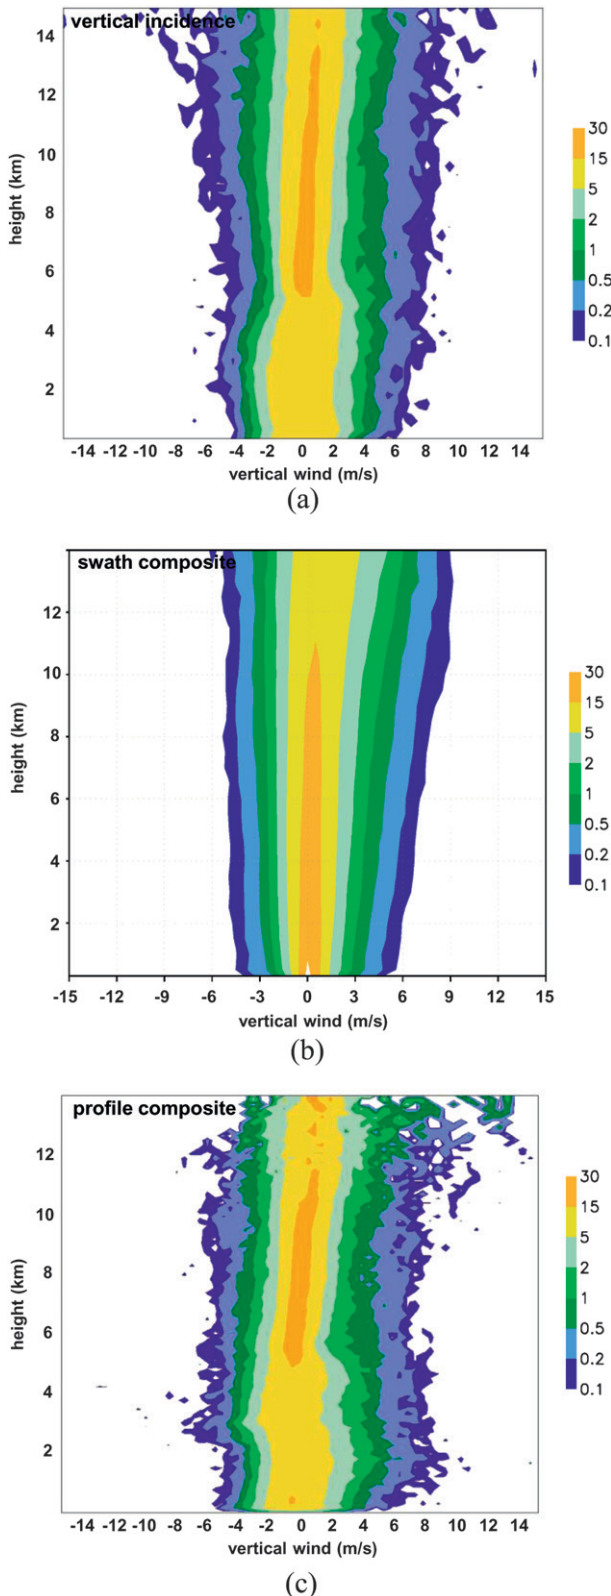 vertical incidence
14
12
10
8
6
4
2
height (km)
-14 -12 -10 -8 -6 -4 -2 0 2 4 6 8 10 12 14
vertical wind (m/s)
30
15
5
2
1
0.5
0.2
0.1
(a)
swath composite
12
10
8
6
4
2
height (km)
-15 -12 -9 -6 -3 0 3 6 9 12 15
vertical wind (m/s)
30
15
5
2
1
0.5
0.2
0.1
(b)
profile composite
12
10
8
6
4
2
height (km)
-14 -12 -10 -8 -6 -4 -2 0 2 4 6 8 10 12 14
vertical wind (m/s)
30
15
5
2
1
0.5
0.2
0.1
(c)